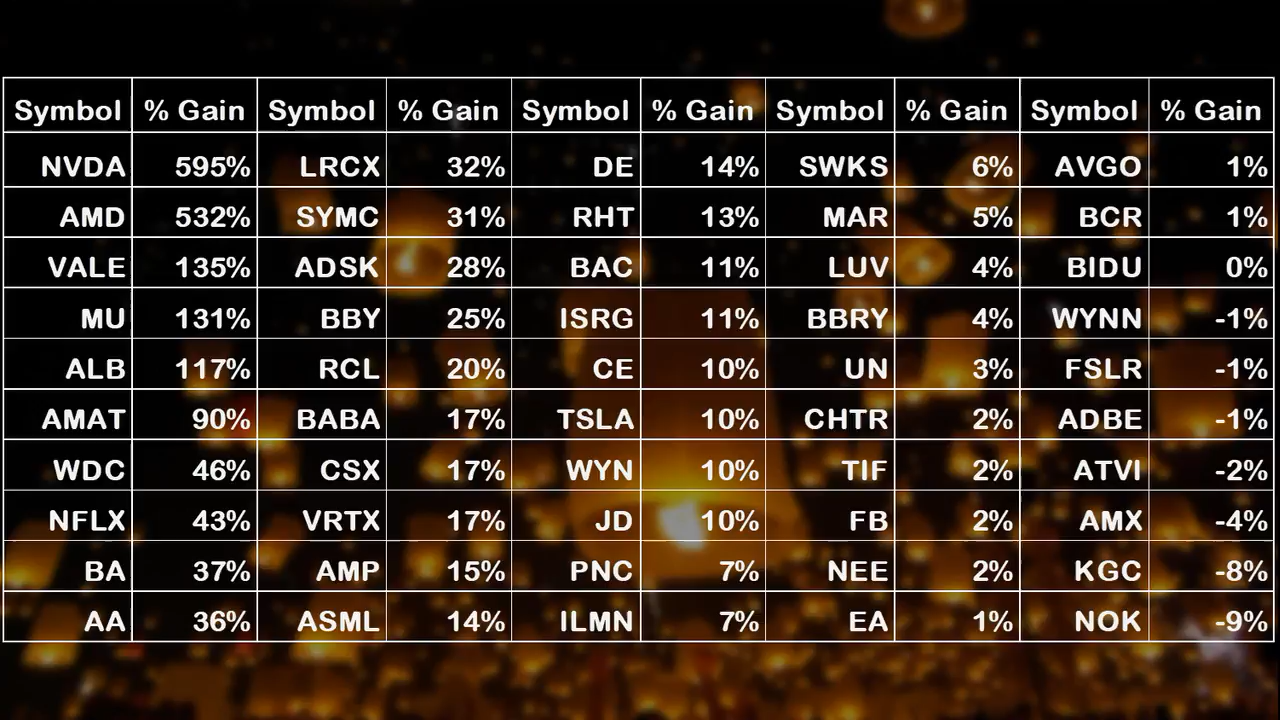 Symbol % Gain Symbol % Gain Symbol % Gain Symbol % Gain Symbol % Gain
NVDA 595% LRCX 32% DE 14% SWKS 6% AVGO 1%
AMD 532% SYMC 31% RHT 13% MAR 5% BCR 1%
VALE 135% ADSK 28% BAC 11% LUV 4% BIDU 0%
MU 131% BBY 25% ISRG 11% BBRY 4% WYNN -1%
ALB 117% RCL 20% CE 10% UN 3% FSLR -1%
AMAT 90% BABA 17% TSLA 10% CHTR 2% ADBE -1%
WDC 46% CSX 17% WYN 10% TIF 2% ATVI -2%
NFLX 43% VRTX 17% JD 10% FB 2% AMX -4%
BA 37% AMP 15% PNC 7% NEE 2% KGC -8%
AA 36% ASML 14% ILMN 7% EA 1% NOK -9%